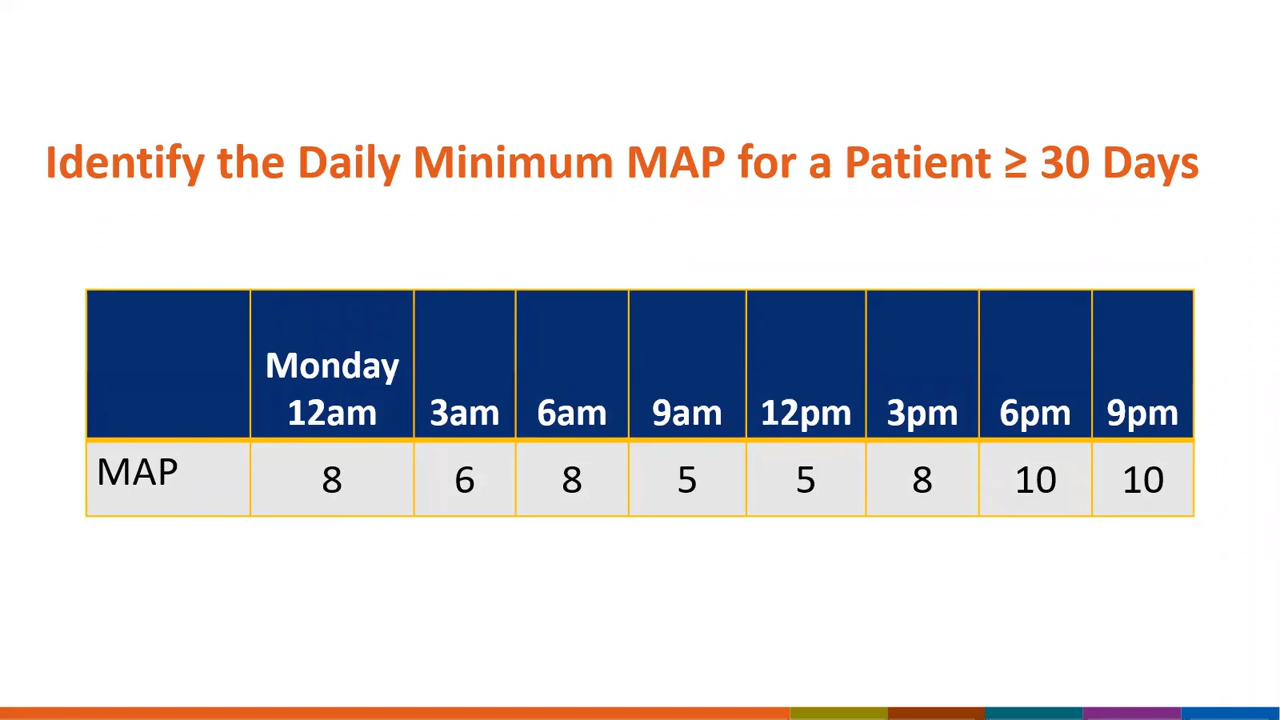 Identify the Daily Minimum MAP for a Patient ≥ 30 Days
Monday
12am 3am 6am 9am 12pm 3pm 6pm 9pm
MAP 8 6 8 5 5 8 10 10